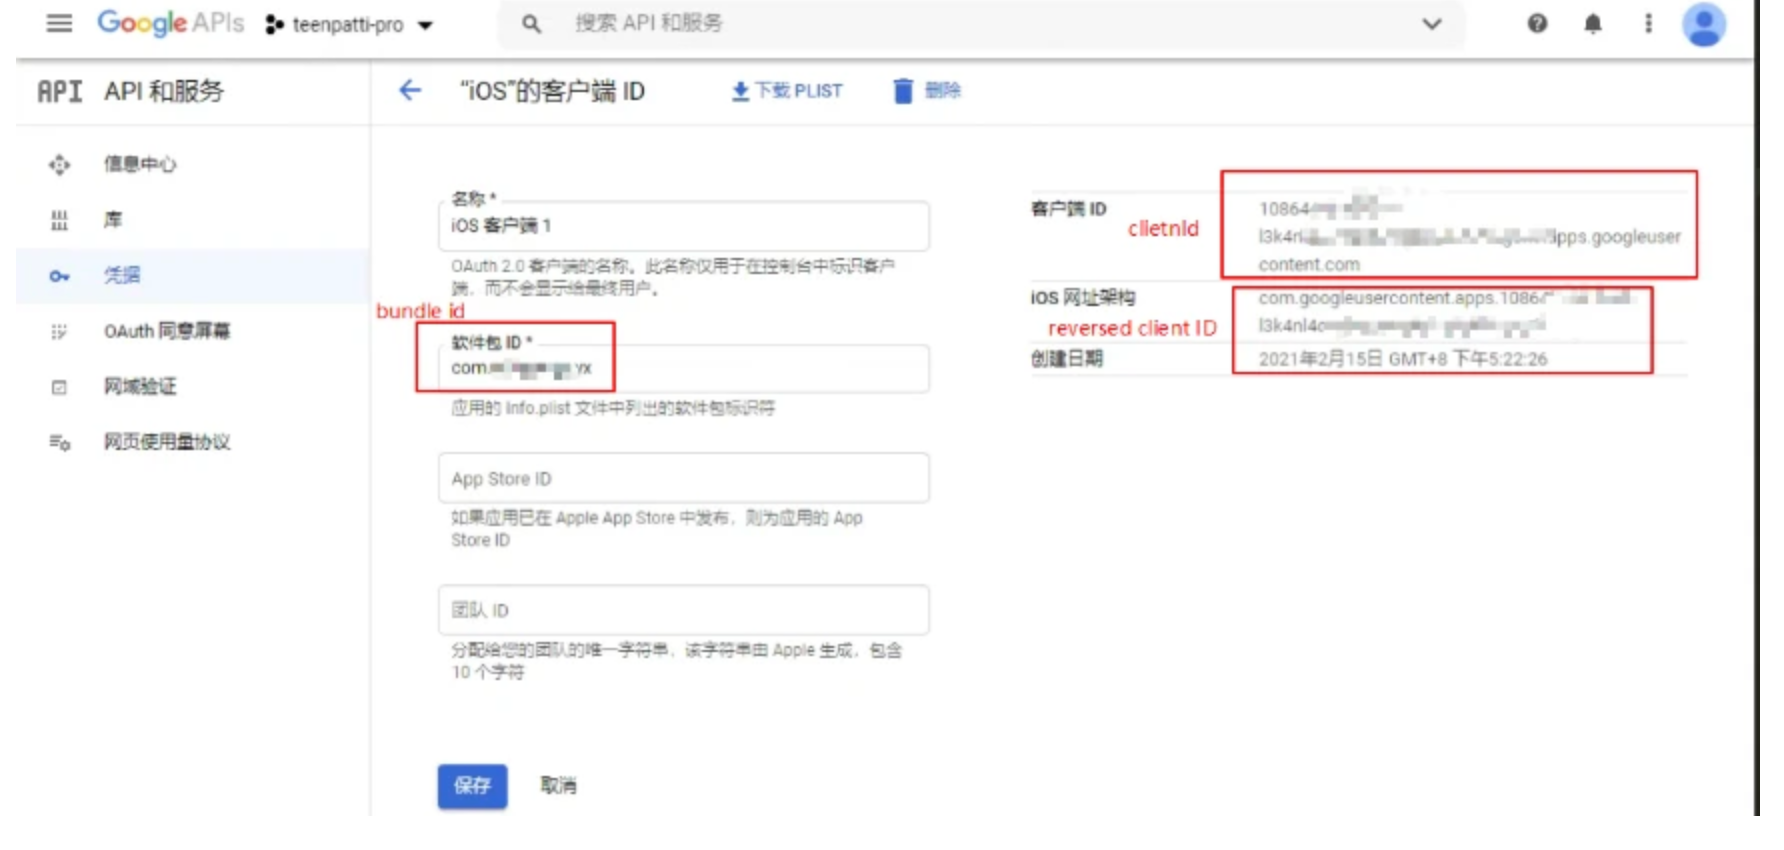 Google APIs teenpatti-pro 搜索 API 和服务
API API 和服务
“iOS”的客户端 ID 下载 PLIST 删除
信息中心
库
凭据
OAuth 同意屏幕
网域验证
网页使用量协议
名称 *
iOS 客户端 1
OAuth 2.0 客户端的名称。此名称仅用于在控制台中标识客户
端，而不会显示给最终用户。
bundle id
软件包 ID *
com. yx
应用的 Info.plist 文件中列出的软件包标识符
App Store ID
如果应用已在 Apple App Store 中发布，则为应用的 App
Store ID
团队 ID
分配给您的团队的唯一字符串，该字符串由 Apple 生成，包含
10 个字符
保存 取消
客户端 ID
clietnId
10864
l3k4n apps.googleuser
content.com
iOS 网址架构
com.googleusercontent.apps.1086
reversed client ID
l3k4nl4
创建日期
2021年2月15日 GMT+8 下午5:22:26